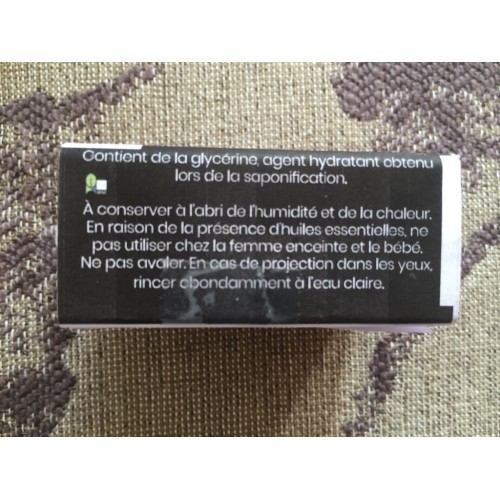 Contient de la glycérine, agent hydratant obtenu
lors de la saponification.
À conserver à l'abri de l'humidité et de la chaleur.
En raison de la présence d'huiles essentielles, ne
pas utiliser chez la femme enceinte et le bébé.
Ne pas avaler. En cas de projection dans les yeux,
rincer abondamment à l'eau claire.